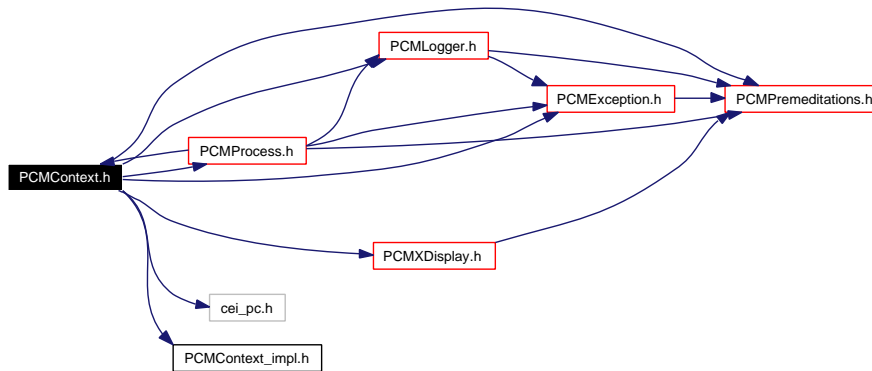 PCMLogger.h
PCMException.h
PCMPremeditations.h
PCMProcess.h
PCMContext.h
PCMXDisplay.h
cei_pc.h
PCMContext_impl.h